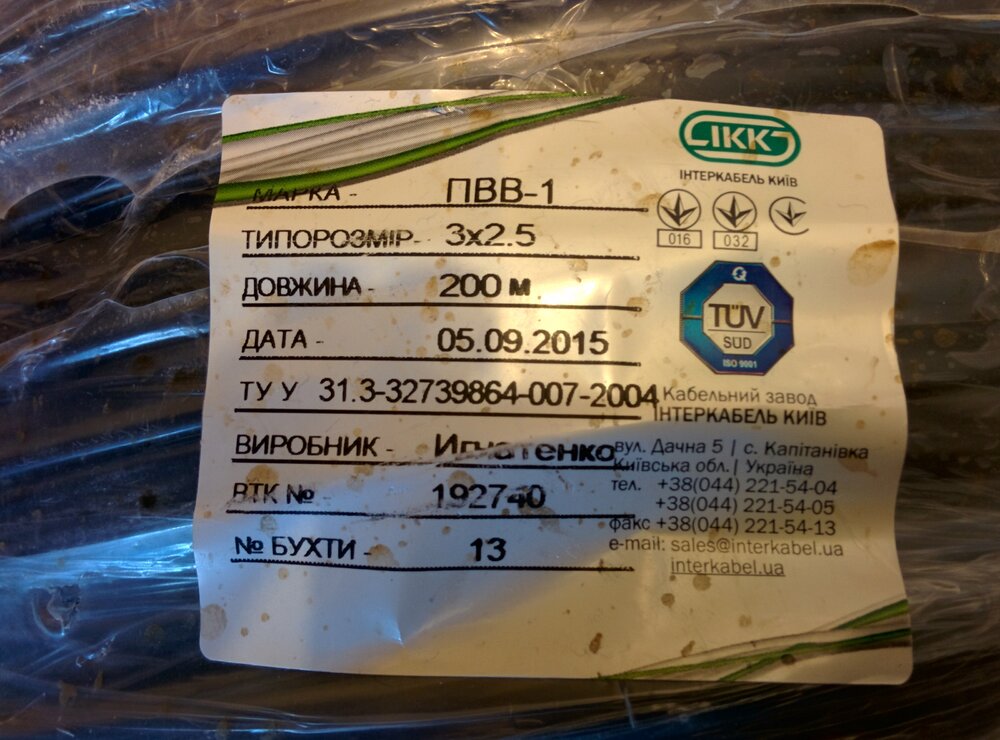 ІККЗ
ІНТЕРКАБЕЛЬ КИЇВ
016 032
МАРКА - ПВВ-1
ТИПОРОЗМІР- 3x2.5
ДОВЖИНА - 200 м
ДАТА - 05.09.2015
ТУ У 31.3-32739864-007-2004
ВИРОБНИК - Игнатенко
ВТК № - 192740
№ БУХТИ - 13
Q
TÜV
SÜD
ISO 9001
Кабельний завод
ІНТЕРКАБЕЛЬ КИЇВ
вул. Дачна 5 | с. Капітанівка
Київська обл. | Україна
тел. +38(044) 221-54-04
+38(044) 221-54-05
факс +38(044) 221-54-13
e-mail: sales@interkabel.ua
interkabel.ua